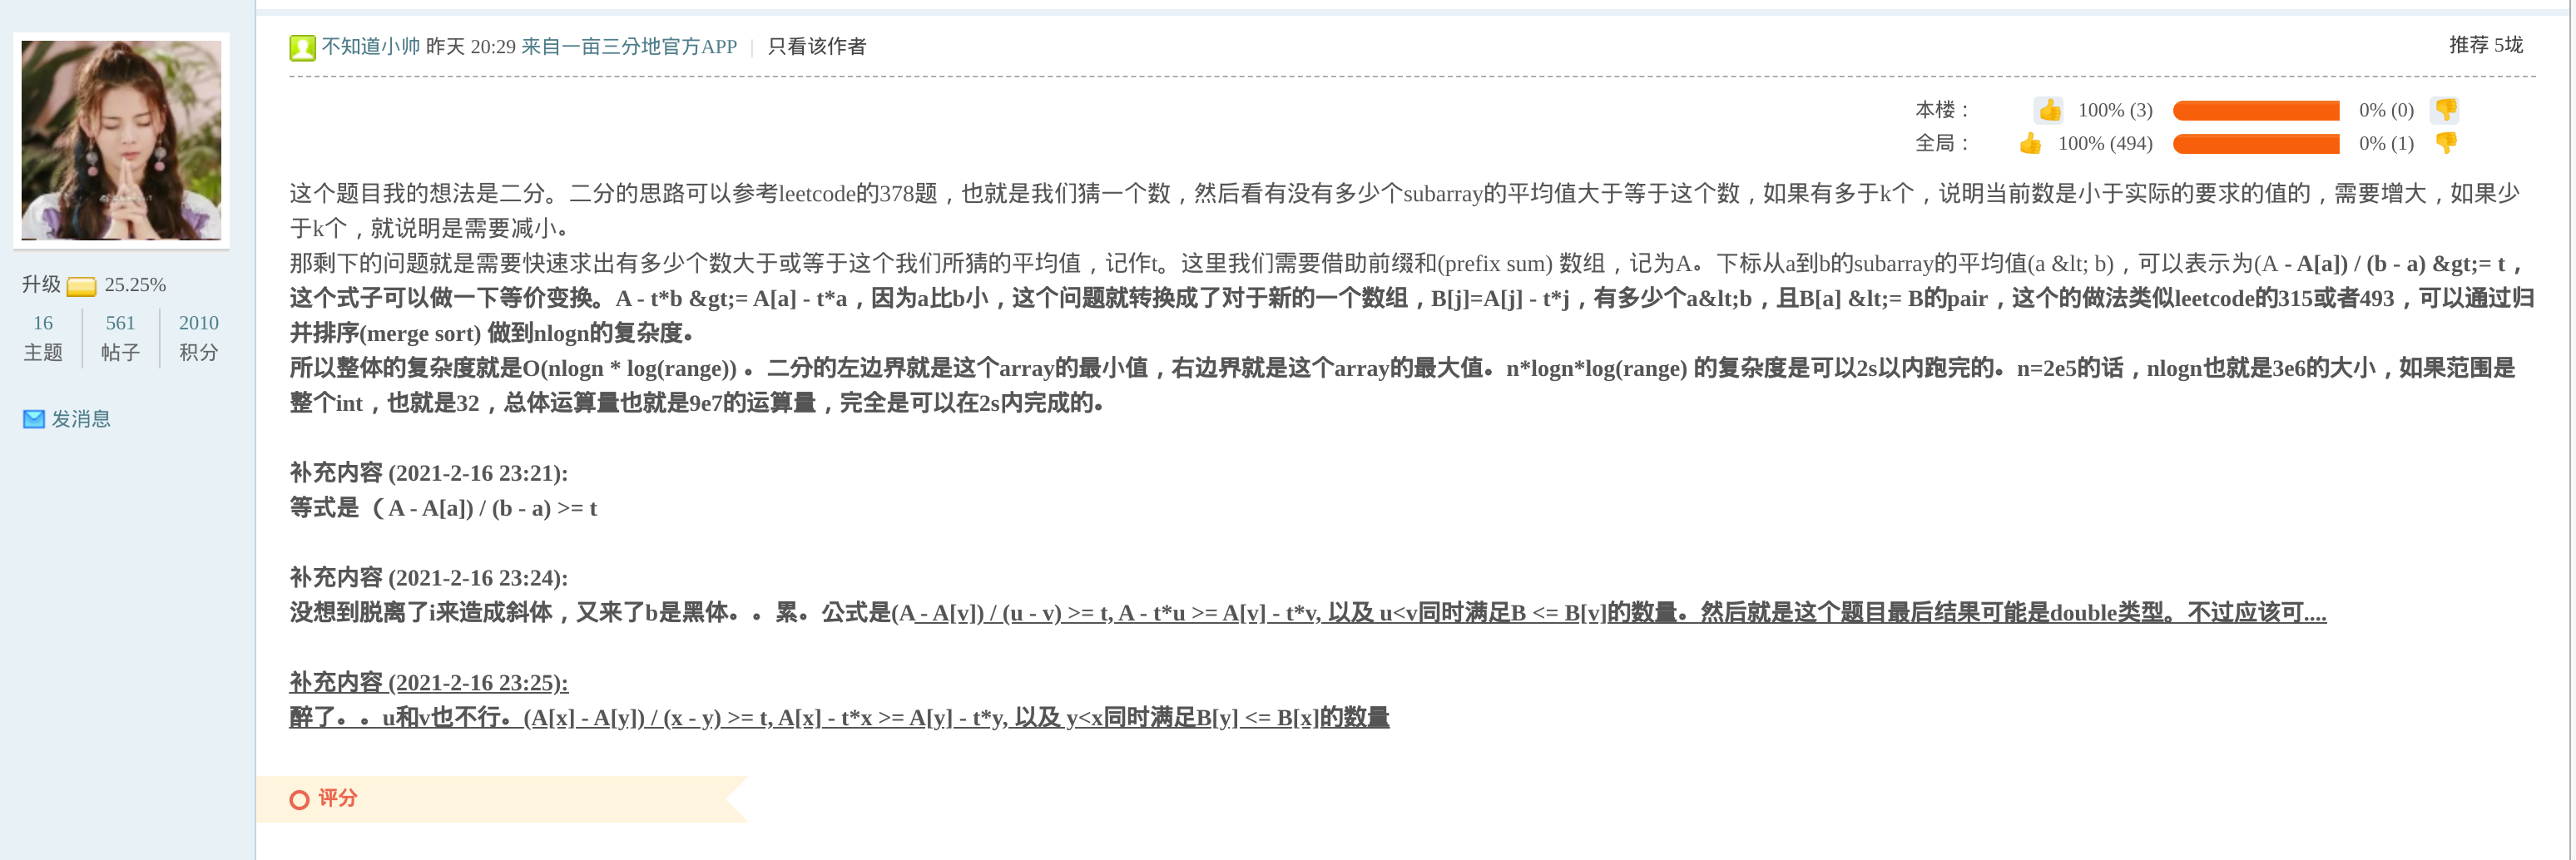 不知道小帅 昨天 20:29 来自一亩三分地官方APP | 只看该作者
推荐 5垅
本楼： 100% (3) 0% (0)
全局： 100% (494) 0% (1)
升级 25.25%
16 561 2010
主题 帖子 积分
发消息
这个题目我的想法是二分。二分的思路可以参考leetcode的378题，也就是我们猜一个数，然后看有没有多少个subarray的平均值大于等于这个数，如果有多于k个，说明当前数是小于实际的要求的值的，需要增大，如果少
于k个，就说明是需要减小。
那剩下的问题就是需要快速求出有多少个数大于或等于这个我们所猜的平均值，记作t。这里我们需要借助前缀和(prefix sum) 数组，记为A。下标从a到b的subarray的平均值(a &lt; b)，可以表示为(A - A[a]) / (b - a) &gt;= t，
这个式子可以做一下等价变换。A - t*b &gt;= A[a] - t*a，因为a比b小，这个问题就转换成了对于新的一个数组，B[j]=A[j] - t*j，有多少个a&lt;b，且B[a] &lt;= B的pair，这个的做法类似leetcode的315或者493，可以通过归
并排序(merge sort) 做到nlogn的复杂度。
所以整体的复杂度就是O(nlogn * log(range)) 。二分的左边界就是这个array的最小值，右边界就是这个array的最大值。n*logn*log(range) 的复杂度是可以2s以内跑完的。n=2e5的话，nlogn也就是3e6的大小，如果范围是
整个int，也就是32，总体运算量也就是9e7的运算量，完全是可以在2s内完成的。
补充内容 (2021-2-16 23:21):
等式是（A - A[a]) / (b - a) >= t
补充内容 (2021-2-16 23:24):
没想到脱离了i来造成斜体，又来了b是黑体。。累。公式是(A - A[v]) / (u - v) >= t, A - t*u >= A[v] - t*v, 以及 u<v同时满足B <= B[v]的数量。然后就是这个题目最后结果可能是double类型。不过应该可....
补充内容 (2021-2-16 23:25):
醉了。。u和v也不行。(A[x] - A[y]) / (x - y) >= t, A[x] - t*x >= A[y] - t*y, 以及 y<x同时满足B[y] <= B[x]的数量
评分